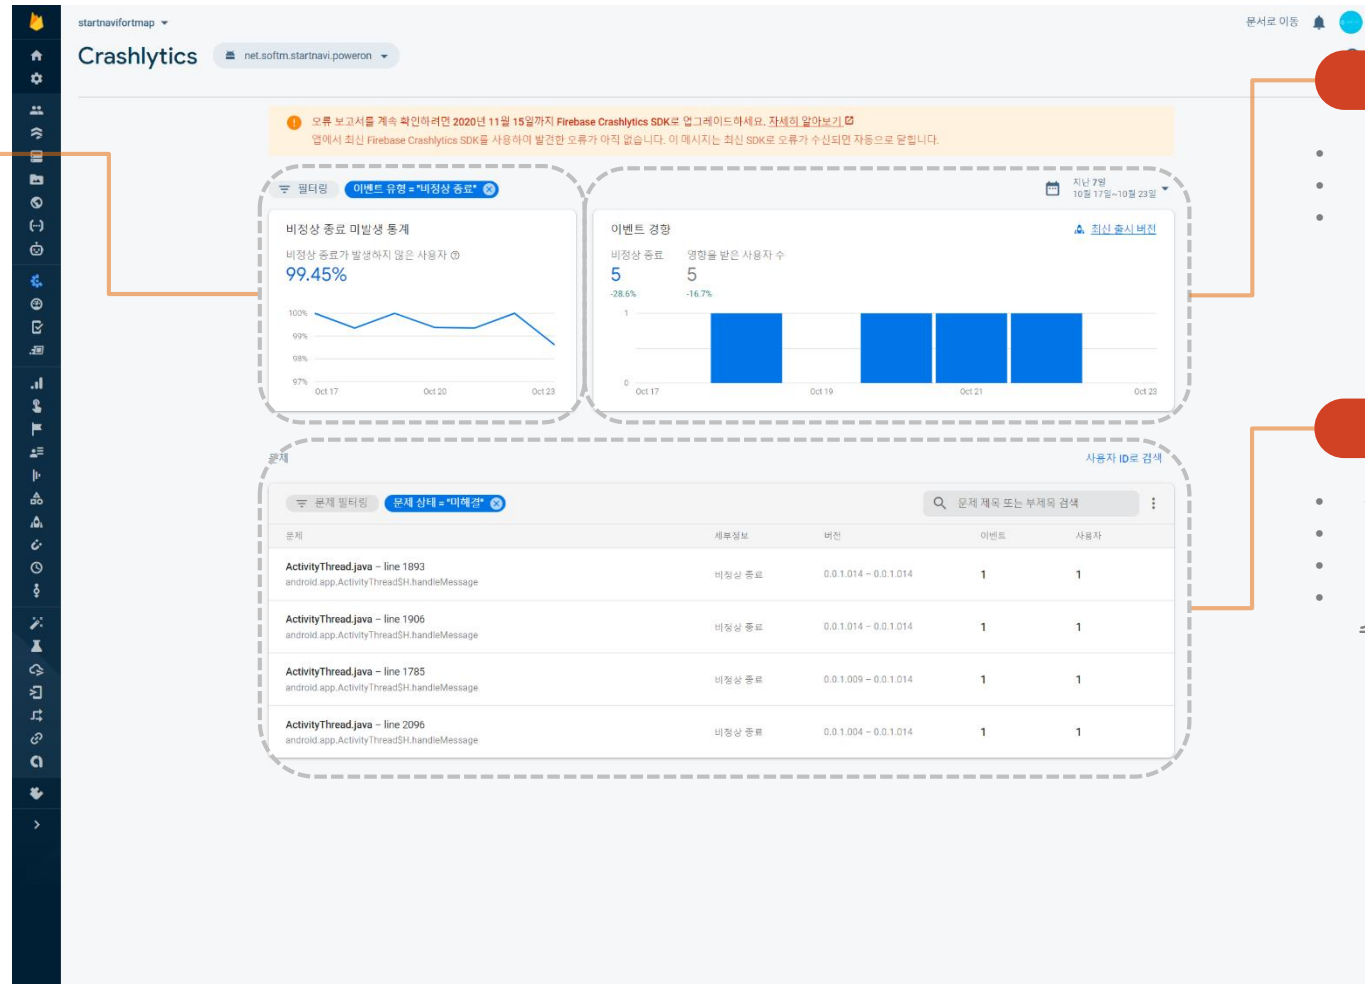 startnavifortmap
문서로 이동
Crashlytics
net.softm.startnavi.poweron
오류 보고서를 계속 확인하려면 2020년 11월 15일까지 Firebase Crashlytics SDK로 업그레이드하세요. 자세히 알아보기
앱에서 최신 Firebase Crashlytics SDK를 사용하여 발견한 오류가 아직 없습니다. 이 메시지는 최신 SDK로 오류가 수신되면 자동으로 닫힙니다.
필터링
이벤트 유형 = "비정상 종료"
지난 7일
10월 17일~10월 23일
비정상 종료 미발생 통계
비정상 종료가 발생하지 않은 사용자
99.45%
100%
99%
98%
97%
Oct 17
Oct 20
Oct 23
이벤트 경향
최신 출시 버전
비정상 종료
영향을 받은 사용자 수
5
5
-28.6%
-16.7%
1
0
Oct 17
Oct 19
Oct 21
Oct 23
문제
사용자 ID로 검색
문제 필터링
문제 상태 = "미해결"
문제 제목 또는 부제목 검색
문제
세부정보
버전
이벤트
사용자
ActivityThread.java – line 1893
android.app.ActivityThread$H.handleMessage
비정상 종료
0.0.1.014 – 0.0.1.014
1
1
ActivityThread.java – line 1906
android.app.ActivityThread$H.handleMessage
비정상 종료
0.0.1.014 – 0.0.1.014
1
1
ActivityThread.java – line 1785
android.app.ActivityThread$H.handleMessage
비정상 종료
0.0.1.009 – 0.0.1.014
1
1
ActivityThread.java – line 2096
android.app.ActivityThread$H.handleMessage
비정상 종료
0.0.1.004 – 0.0.1.014
1
1